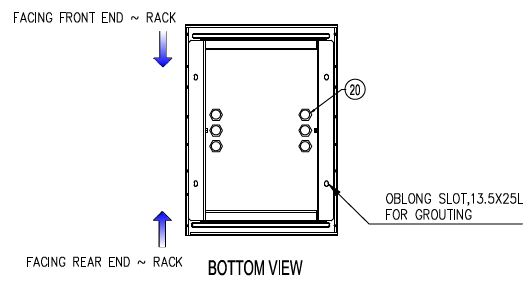 FACING FRONT END ~ RACK
20
OBLONG SLOT,13.5X25L
FOR GROUTING
FACING REAR END ~ RACK
BOTTOM VIEW